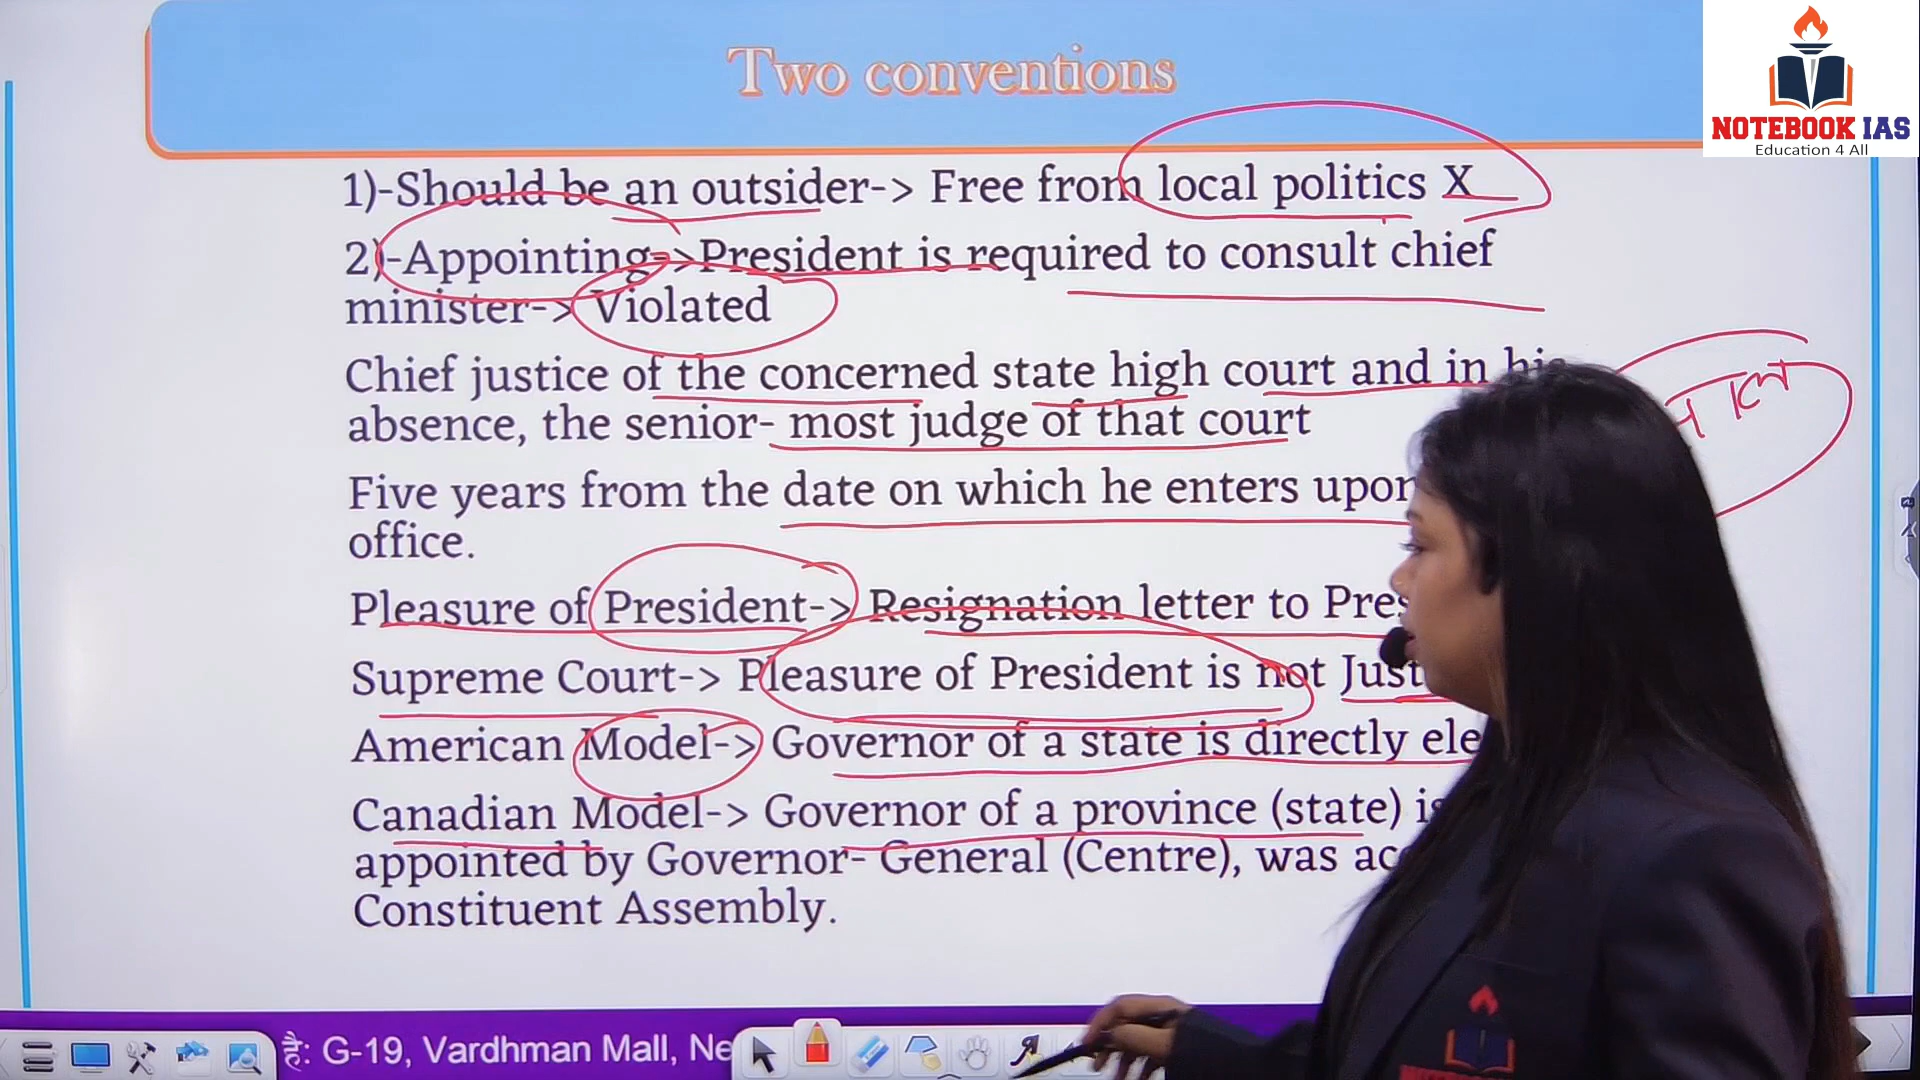 Two conventions
NOTEBOOK IAS
Education 4 All
1)-Should be an outsider-> Free from local politics X
2)-Appointing->President is required to consult chief
minister-> Violated
Chief justice of the concerned state high court and in his
absence, the senior- most judge of that court
Five years from the date on which he enters upon
office.
Pleasure of President-> Resignation letter to
Supreme Court-> Pleasure of President is not
American Model-> Governor of a state is directly
Canadian Model-> Governor of a province (state) is
appointed by Governor- General (Centre), was
Constituent Assembly.
है: G-19, Vardhman Mall,